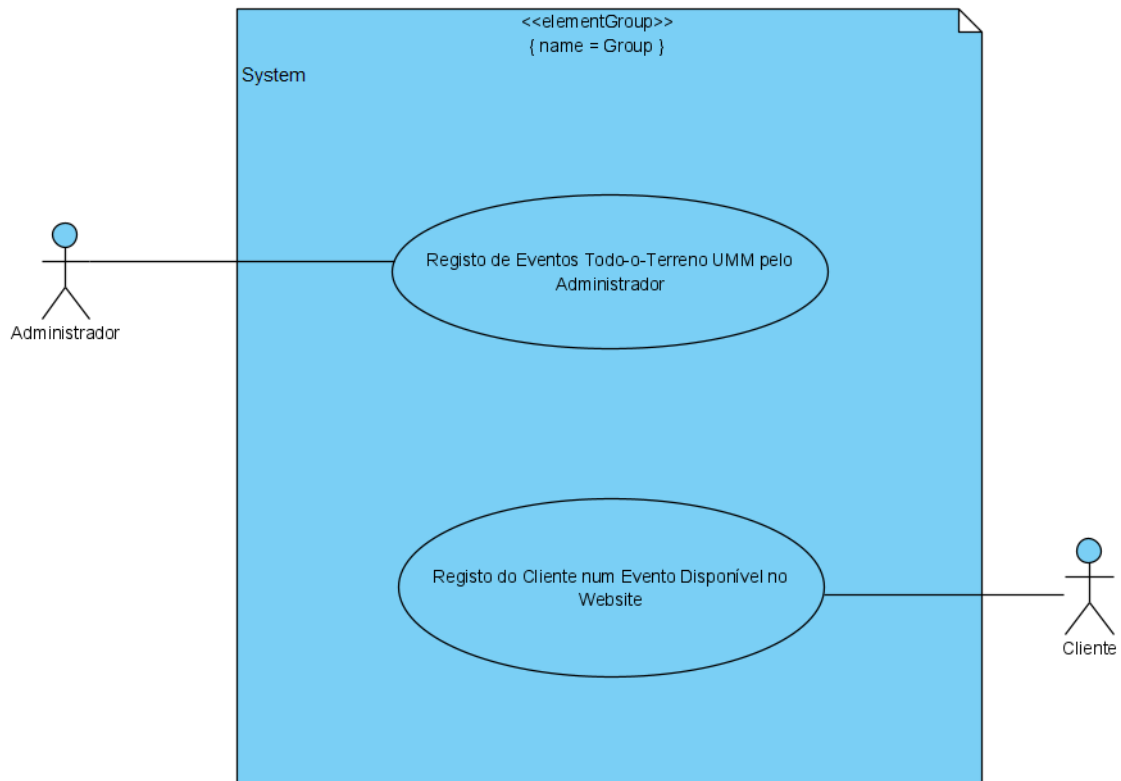 <<elementGroup>>
{ name = Group }
System
Registo de Eventos Todo-o-Terreno UMM pelo
Administrador
Administrador
Registo do Cliente num Evento Disponível no
Website
Cliente